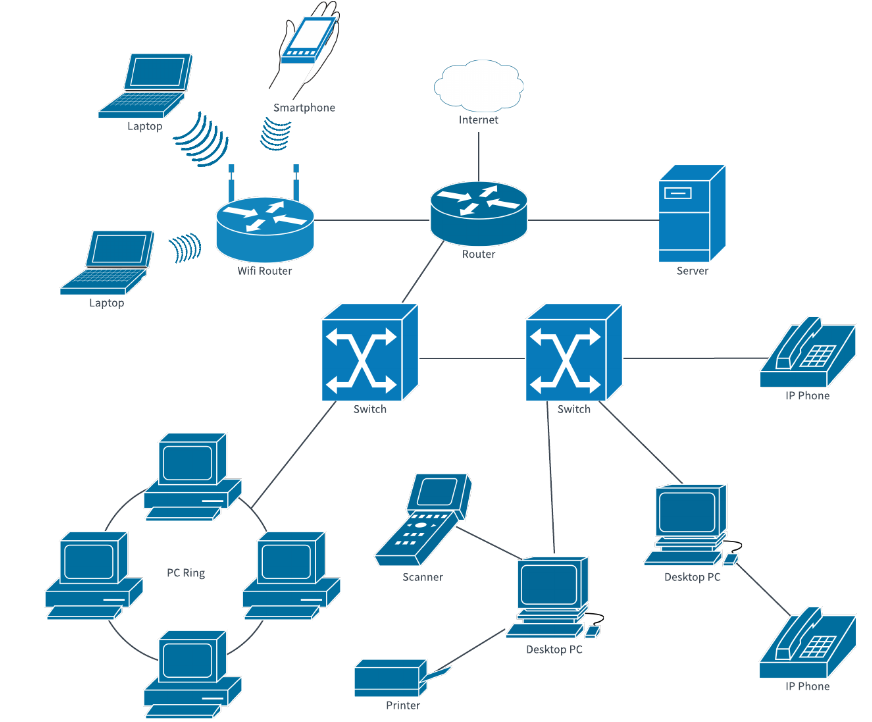 Smartphone
Laptop
Internet
Wifi Router
Router
Server
Laptop
Switch
Switch
IP Phone
PC Ring
Scanner
Desktop PC
Desktop PC
IP Phone
Printer